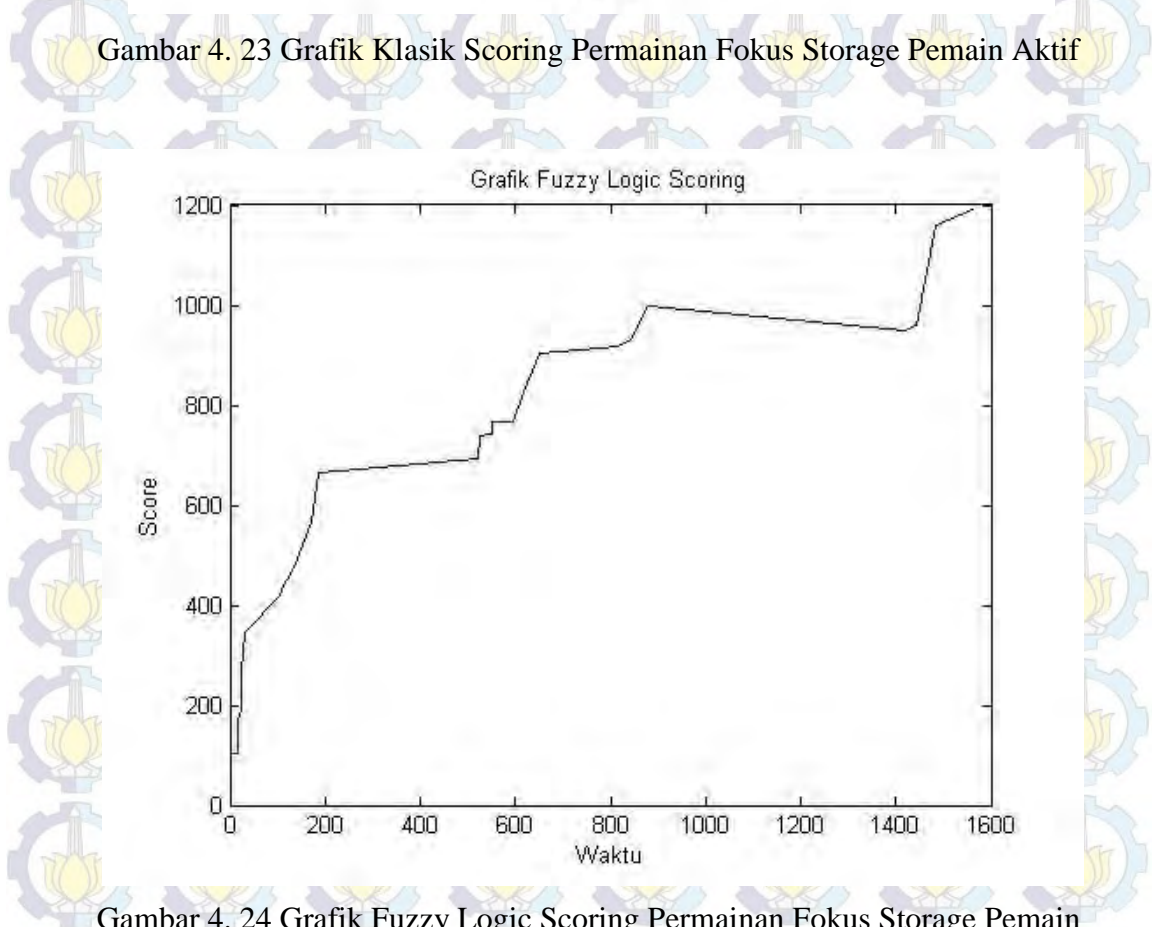 Gambar 4. 23 Grafik Klasik Scoring Permainan Fokus Storage Pemain Aktif
Grafik Fuzzy Logic Scoring
1200
1000
800
600
400
200
0
Score
0 200 400 600 800 1000 1200 1400 1600
Waktu
Gambar 4. 24 Grafik Fuzzy Logic Scoring Permainan Fokus Storage Pemain